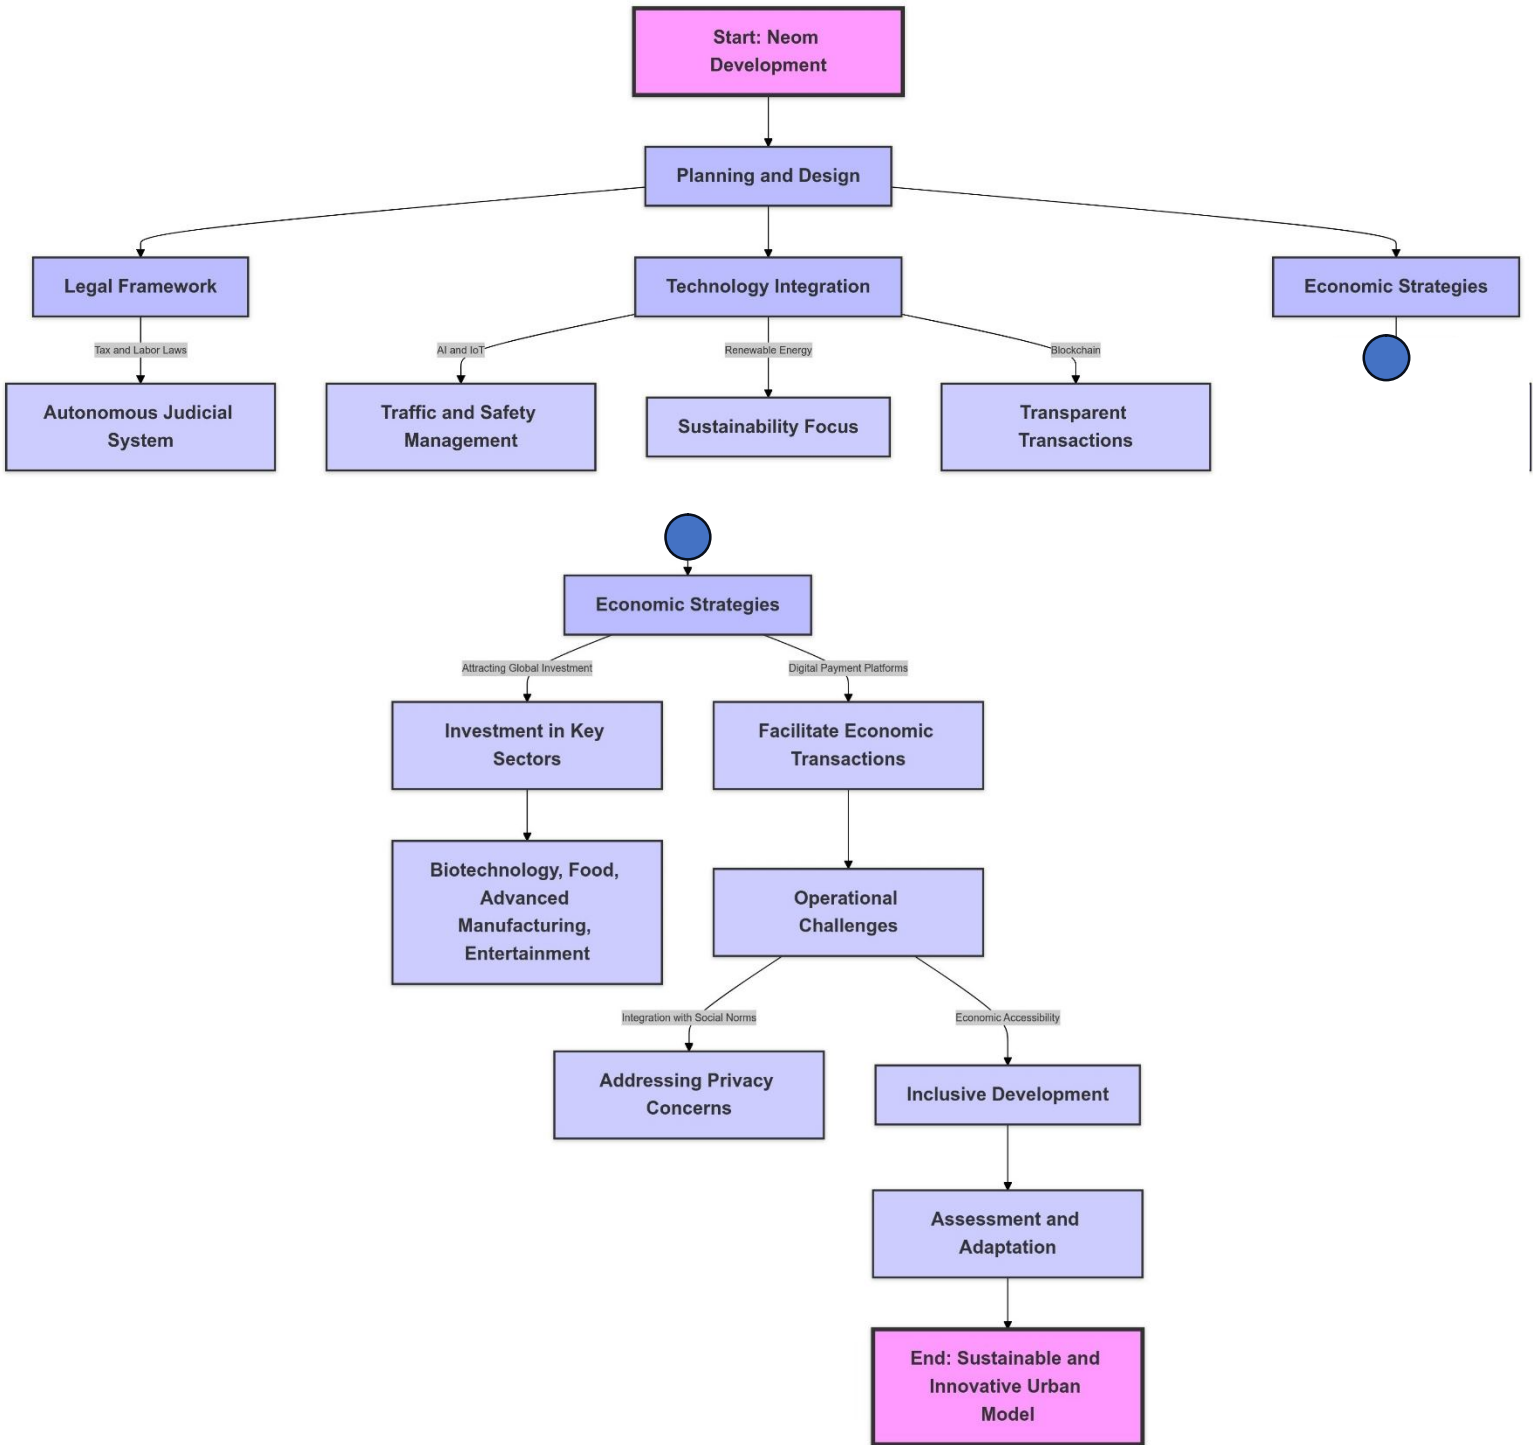 Start: Neom
Development
Planning and Design
Legal Framework
Technology Integration
Economic Strategies
Tax and Labor Laws
AI and IoT
Renewable Energy
Blockchain
Autonomous Judicial
System
Traffic and Safety
Management
Sustainability Focus
Transparent
Transactions
Economic Strategies
Attracting Global Investment
Digital Payment Platforms
Investment in Key
Sectors
Facilitate Economic
Transactions
Biotechnology, Food,
Advanced
Manufacturing,
Entertainment
Operational
Challenges
Integration with Social Norms
Economic Accessibility
Addressing Privacy
Concerns
Inclusive Development
Assessment and
Adaptation
End: Sustainable and
Innovative Urban
Model